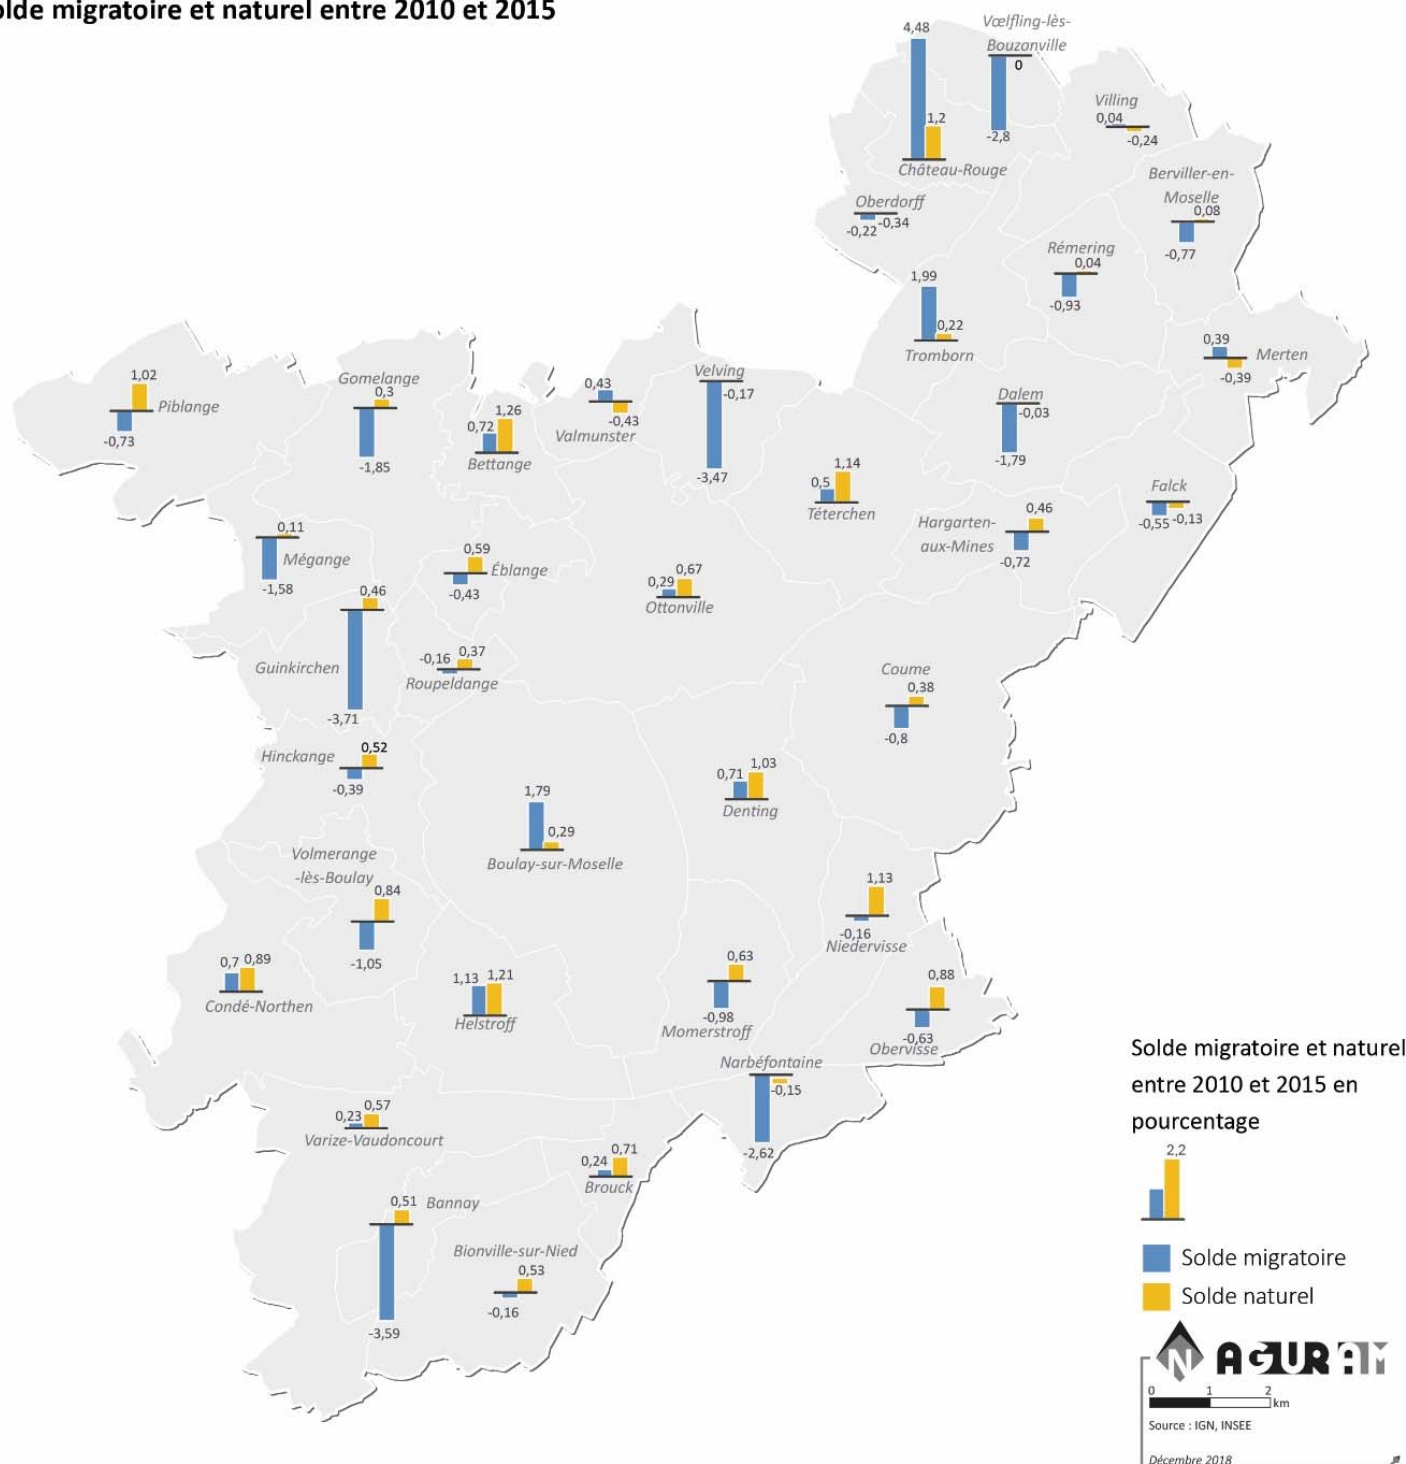 olde migratoire et naturel entre 2010 et 2015
4,48
1,2
Château-Rouge
Vœlfling-lès-
Bouzonville
0
-2,8
Villing
0,04
-0,24
Berviller-en-
Moselle
0,08
-0,77
Oberdorff
-0,22
-0,34
Rémering
0,04
-0,93
1,99
0,22
Tromborn
0,39
-0,39
Merten
1,02
-0,73
Piblange
Gomelange
0,3
-1,85
0,72
1,26
Bettange
0,43
-0,43
Valmunster
Velving
-0,17
-3,47
Dalem
-0,03
-1,79
0,5
1,14
Téterchen
Hargarten-
aux-Mines
0,46
-0,72
Falck
-0,55
-0,13
0,11
Mégange
-1,58
0,59
Éblange
-0,43
0,29
0,67
Ottonville
0,46
Guinkirchen
-3,71
-0,16
0,37
Roupeldange
Coume
0,38
-0,8
Hinckange
0,52
-0,39
1,79
0,29
Boulay-sur-Moselle
0,71
1,03
Denting
Volmerange
-lès-Boulay
0,84
-1,05
1,13
-0,16
Niedervisse
0,7
0,89
Condé-Northen
1,13
1,21
Helstroff
0,63
-0,98
Momerstroff
0,88
-0,63
Obervisse
Narbéfontaine
-0,15
-2,62
0,23
0,57
Varize-Vaudoncourt
0,24
0,71
Brouck
0,51
Bannay
-3,59
Bionville-sur-Nied
0,53
-0,16
Solde migratoire et naturel
entre 2010 et 2015 en
pourcentage
2,2
Solde migratoire
Solde naturel
N AGURAM
0 1 2
km
Source : IGN, INSEE
Décembre 2018